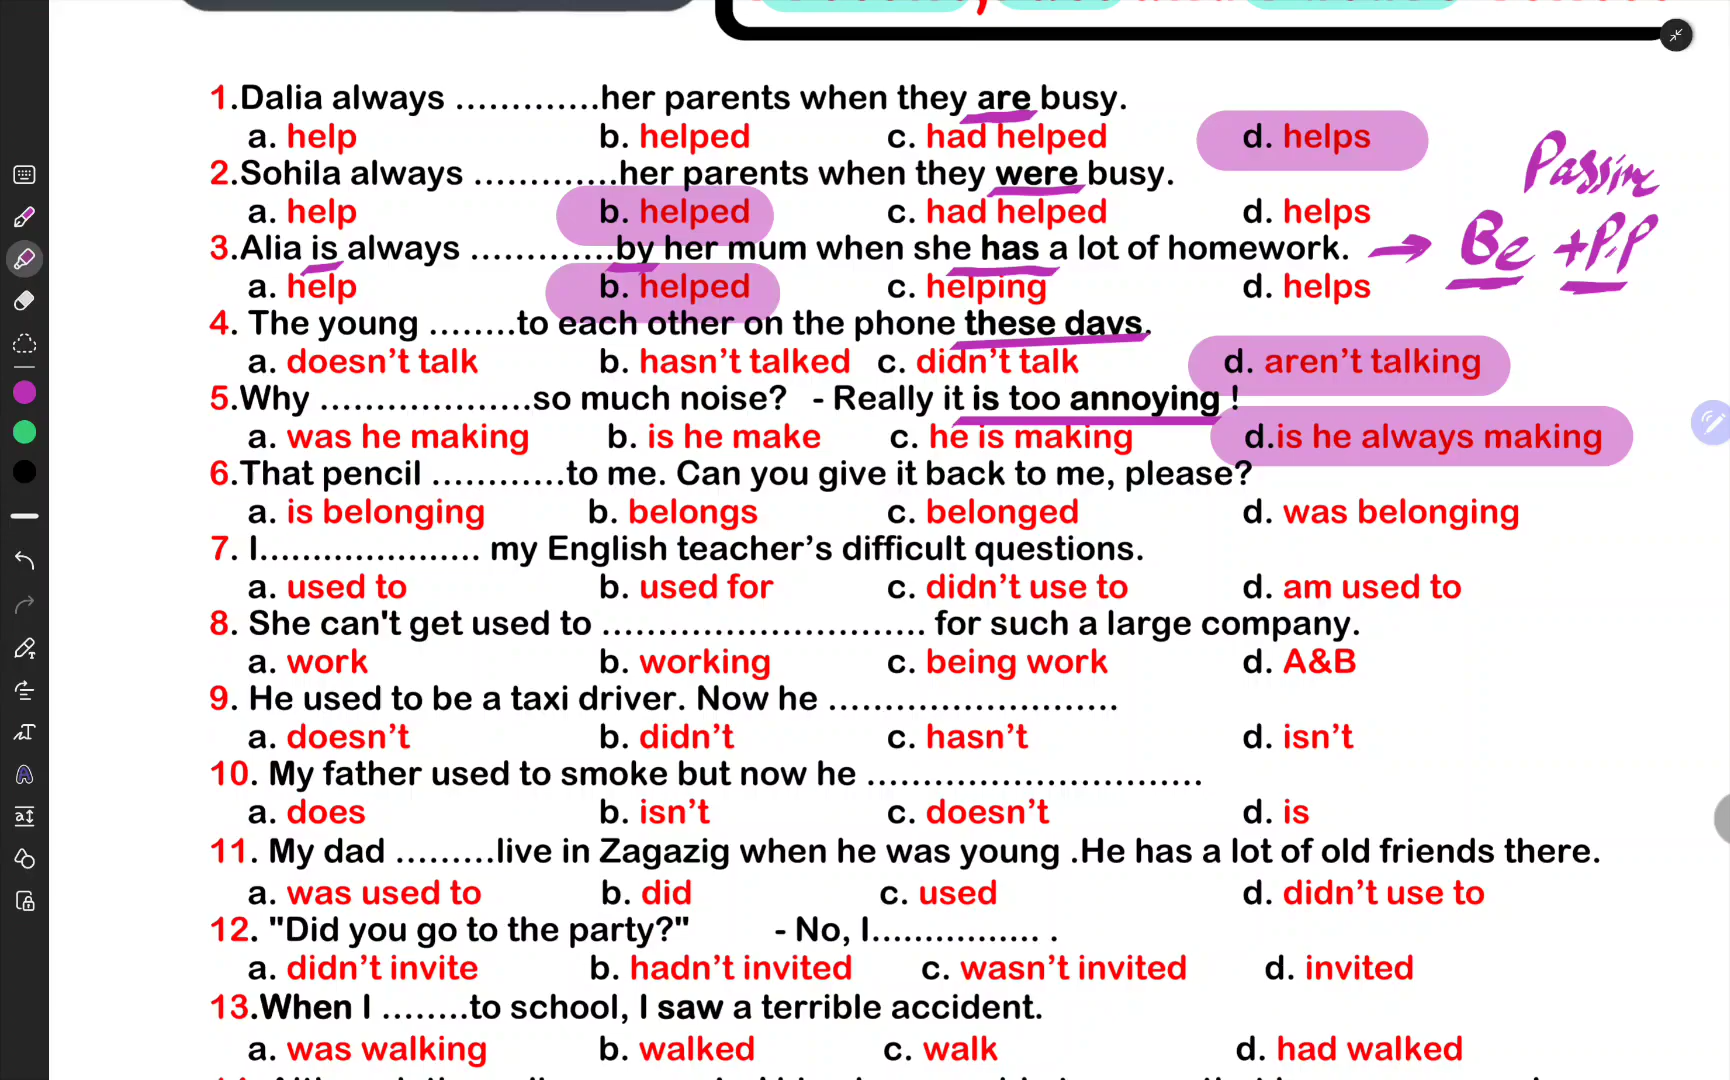 1.Dalia always .............her parents when they are busy.
a. help b. helped c. had helped d. helps
2.Sohila always .............her parents when they were busy.
a. help b. helped c. had helped d. helps
Passive
3.Alia is always .............by her mum when she has a lot of homework. → Be + P.P
a. help b. helped c. helping d. helps
4. The young ........to each other on the phone these days.
a. doesn't talk b. hasn't talked c. didn't talk d. aren't talking
5.Why ...................so much noise? - Really it is too annoying !
a. was he making b. is he make c. he is making d.is he always making
6.That pencil ............to me. Can you give it back to me, please?
a. is belonging b. belongs c. belonged d. was belonging
7. I.................... my English teacher's difficult questions.
a. used to b. used for c. didn't use to d. am used to
8. She can't get used to ............................. for such a large company.
a. work b. working c. being work d. A&B
9. He used to be a taxi driver. Now he ..........................
a. doesn't b. didn't c. hasn't d. isn't
10. My father used to smoke but now he ..............................
a. does b. isn't c. doesn't d. is
11. My dad .........live in Zagazig when he was young .He has a lot of old friends there.
a. was used to b. did c. used d. didn't use to
12. "Did you go to the party?" - No, I............... .
a. didn't invite b. hadn't invited c. wasn't invited d. invited
13.When I ........to school, I saw a terrible accident.
a. was walking b. walked c. walk d. had walked